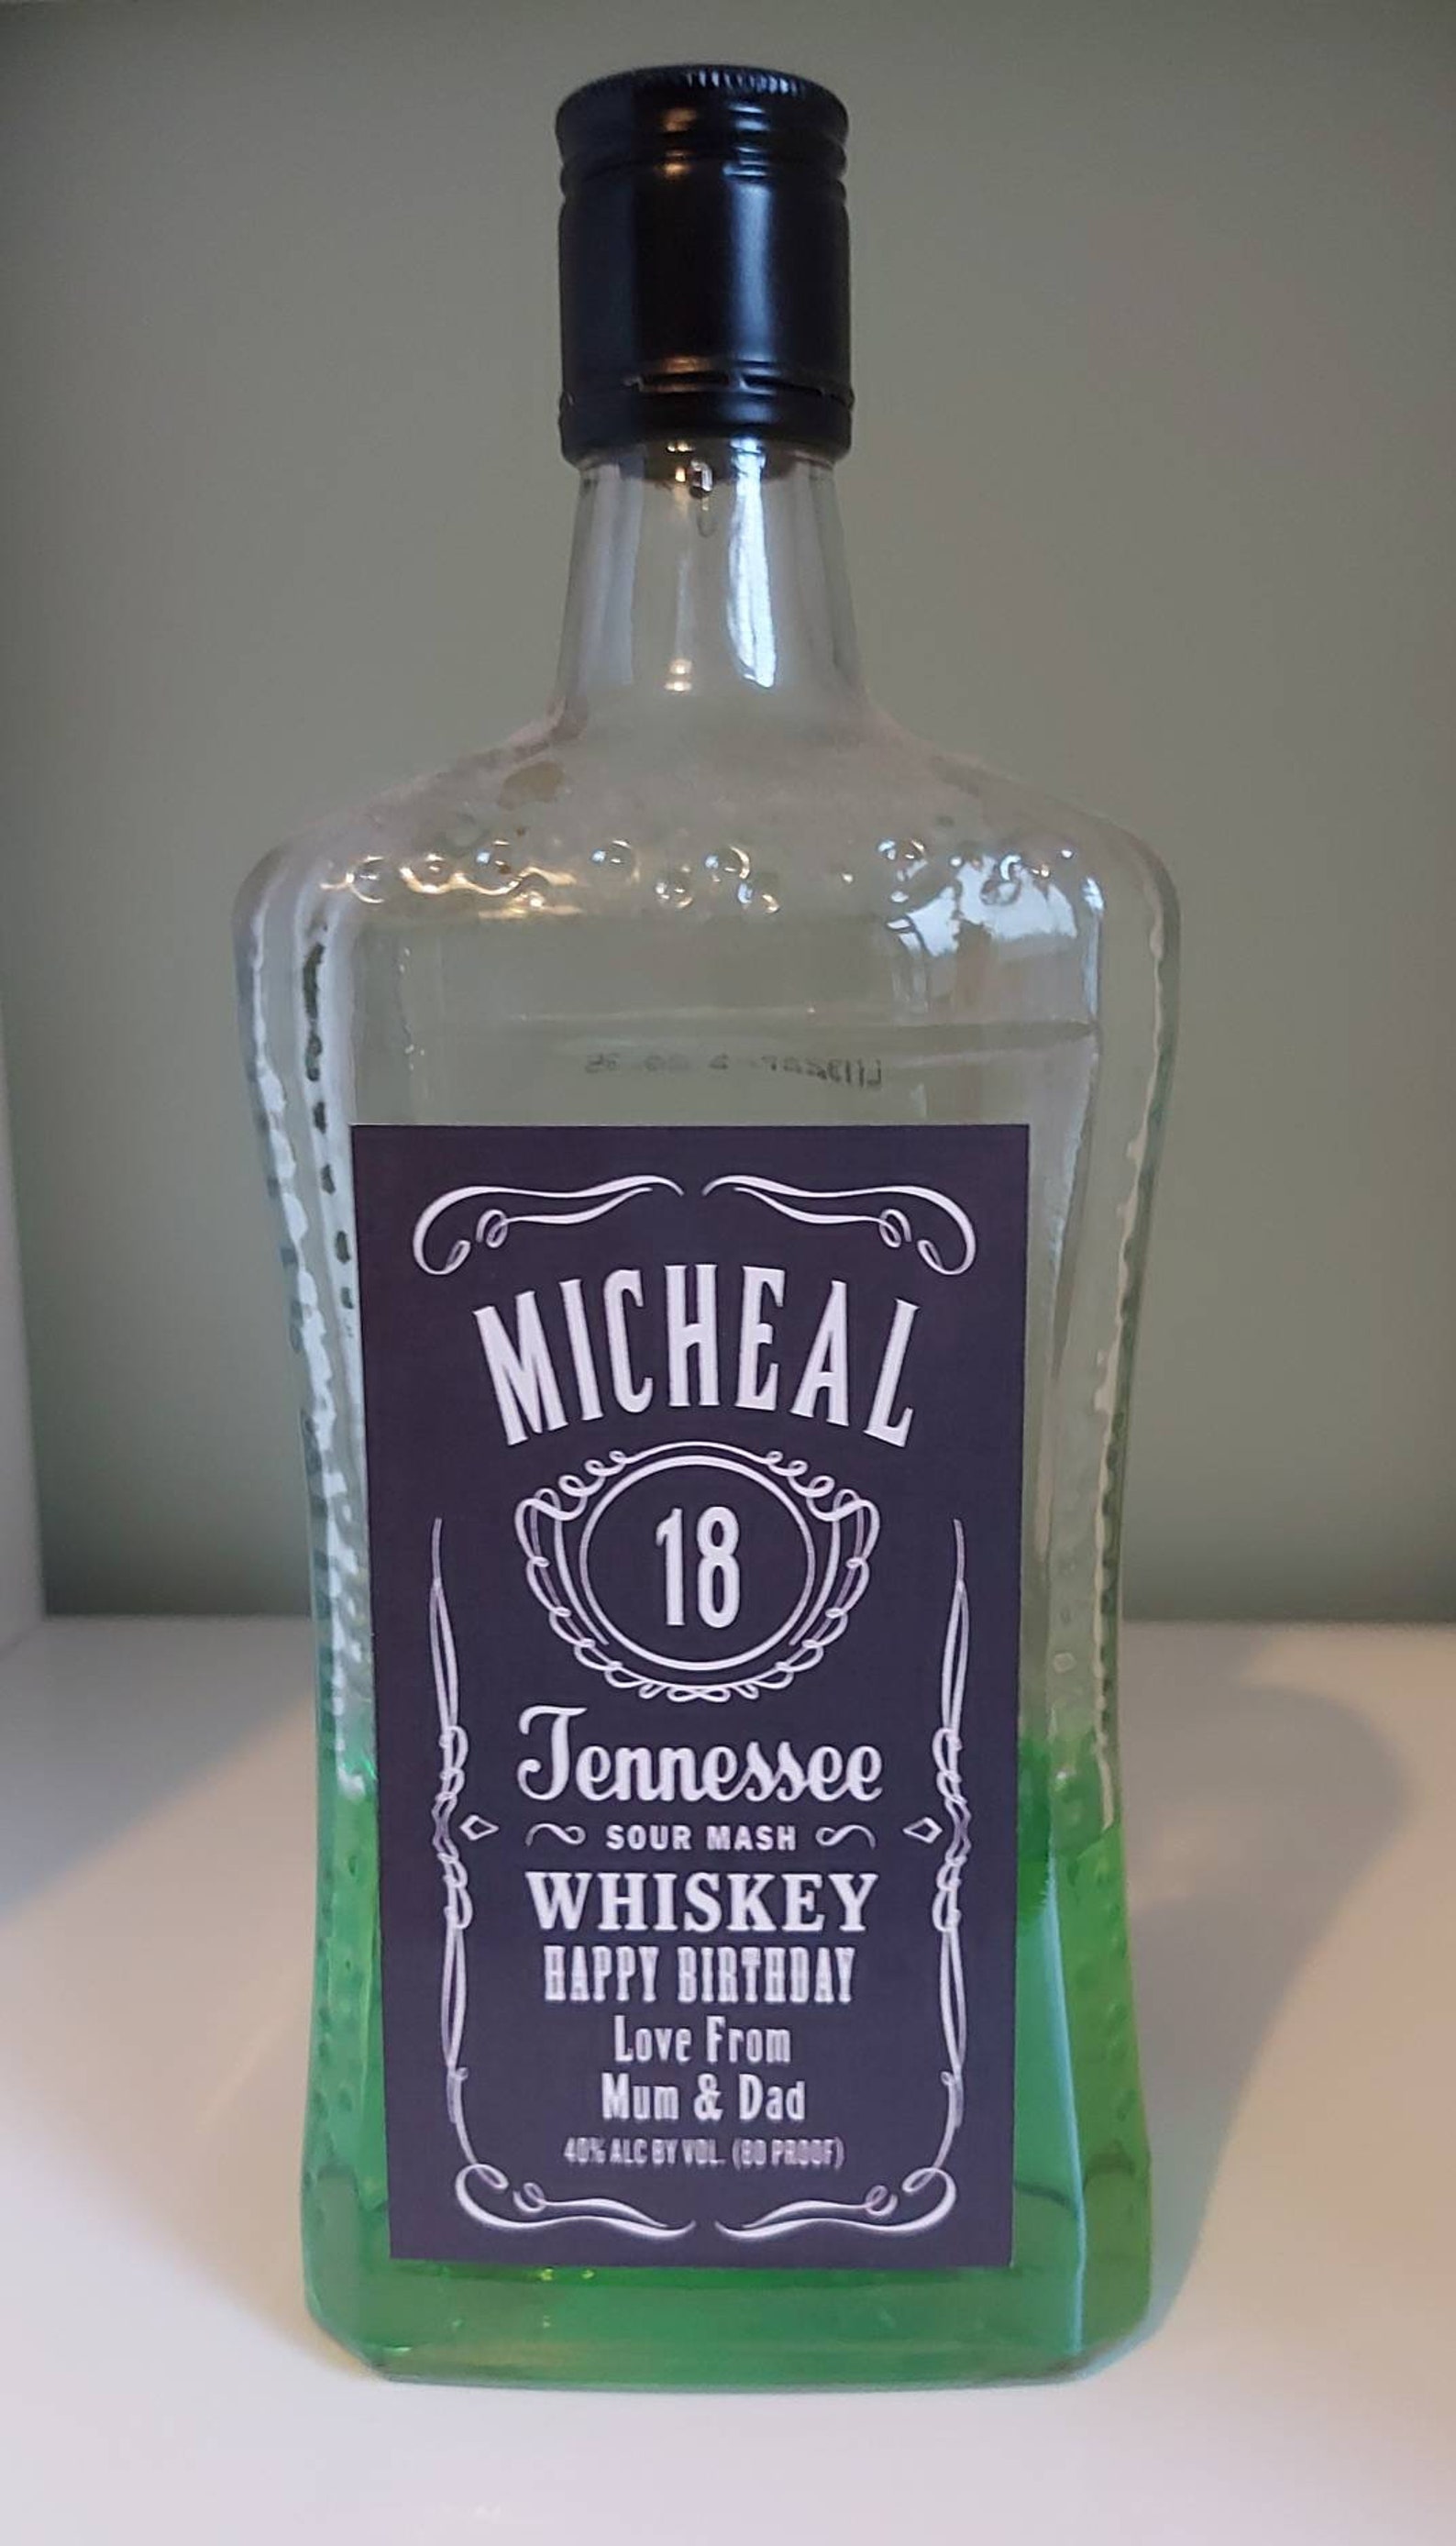 MICHEAL
18
Tennessee
SOUR MASH
WHISKEY
HAPPY BIRTHDAY
Love From
Mum & Dad
40% ALC BY VOL. (80 PROOF)